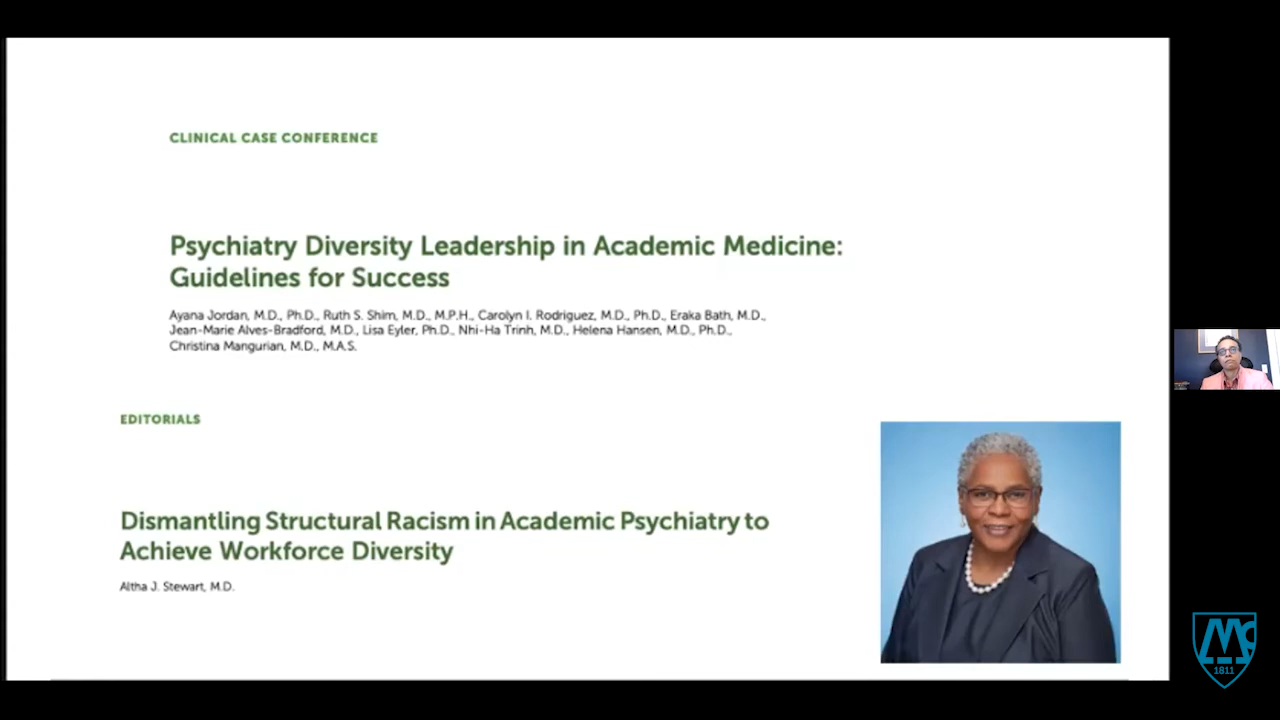 CLINICAL CASE CONFERENCE
Psychiatry Diversity Leadership in Academic Medicine:
Guidelines for Success
Ayana Jordan, M.D., Ph.D., Ruth S. Shim, M.D., M.P.H., Carolyn I. Rodriguez, M.D., Ph.D., Eraka Bath, M.D.,
Jean-Marie Alves-Bradford, M.D., Lisa Eyler, Ph.D., Nhi-Ha Trinh, M.D., Helena Hansen, M.D., Ph.D.,
Christina Mangurian, M.D., M.A.S.
EDITORIALS
Dismantling Structural Racism in Academic Psychiatry to
Achieve Workforce Diversity
Altha J. Stewart, M.D.
1811